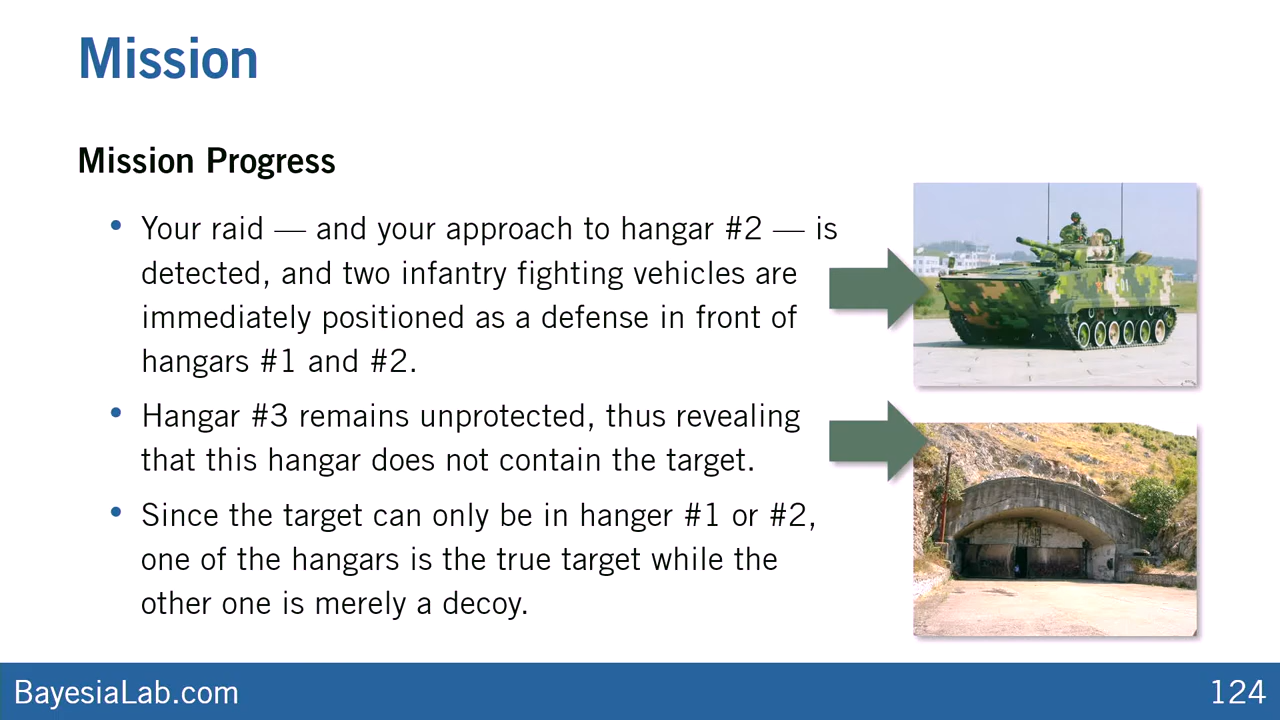 Mission
Mission Progress
• Your raid — and your approach to hangar #2 — is
detected, and two infantry fighting vehicles are
immediately positioned as a defense in front of
hangars #1 and #2.
• Hangar #3 remains unprotected, thus revealing
that this hangar does not contain the target.
• Since the target can only be in hanger #1 or #2,
one of the hangars is the true target while the
other one is merely a decoy.
BayesiaLab.com
124